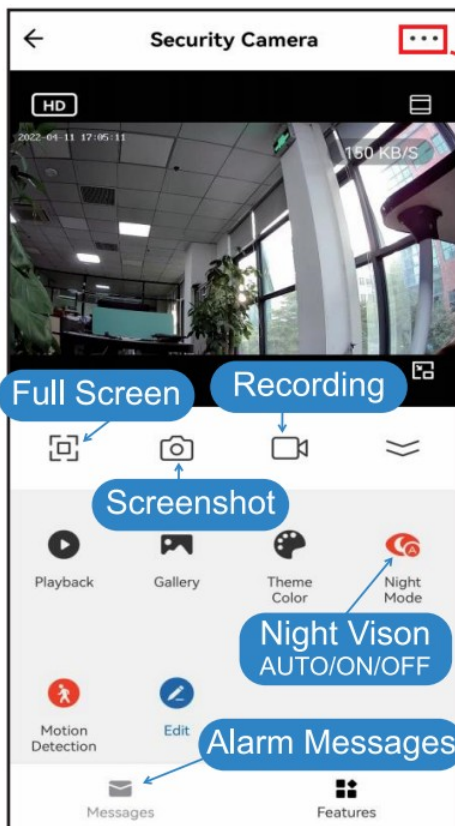 Security Camera
HD
2022-04-11 17:05:11
150 KB/S
Full Screen
Recording
Screenshot
Playback
Gallery
Theme
Color
Night
Mode
Night Vison
AUTO/ON/OFF
Motion
Detection
Edit
Alarm Messages
Messages
Features